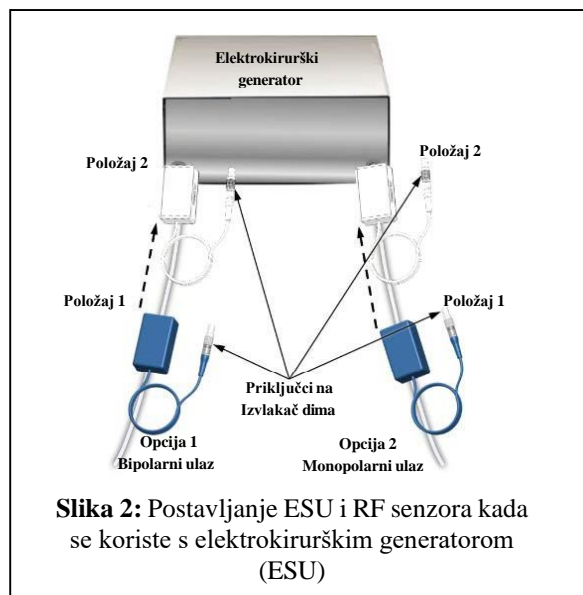 Elektrokirurški
generator
Položaj 2
Položaj 2
Položaj 1
Položaj 1
Priključci na
Izvlakač dima
Opcija 1
Bipolarni ulaz
Opcija 2
Monopolarni ulaz
Slika 2: Postavljanje ESU i RF senzora kada
se koriste s elektrokirurškim generatorom
(ESU)